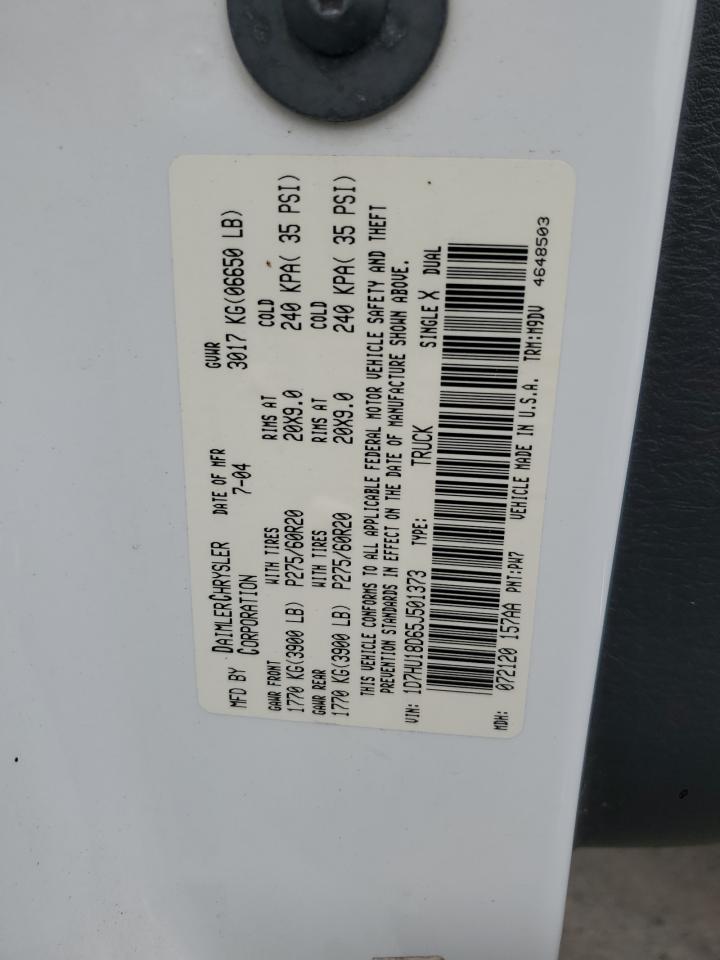 MFD BY DAIMLERCHRYSLER CORPORATION DATE OF MFR 7-04 GVWR 3017 KG(06650 LB)
GAWR FRONT WITH TIRES RIMS AT COLD
1770 KG(3900 LB) P275/60R20 20X9.0 240 KPA( 35 PSI)
GAWR REAR WITH TIRES RIMS AT COLD
1770 KG(3900 LB) P275/60R20 20X9.0 240 KPA( 35 PSI)
THIS VEHICLE CONFORMS TO ALL APPLICABLE FEDERAL MOTOR VEHICLE SAFETY AND THEFT
PREVENTION STANDARDS IN EFFECT ON THE DATE OF MANUFACTURE SHOWN ABOVE.
VIN: 1D7HU18D65J501373 TYPE: TRUCK SINGLE X DUAL
MDH: 072120 157AA PNT:PW7 VEHICLE MADE IN U.S.A. TRM:M9DV 4648503